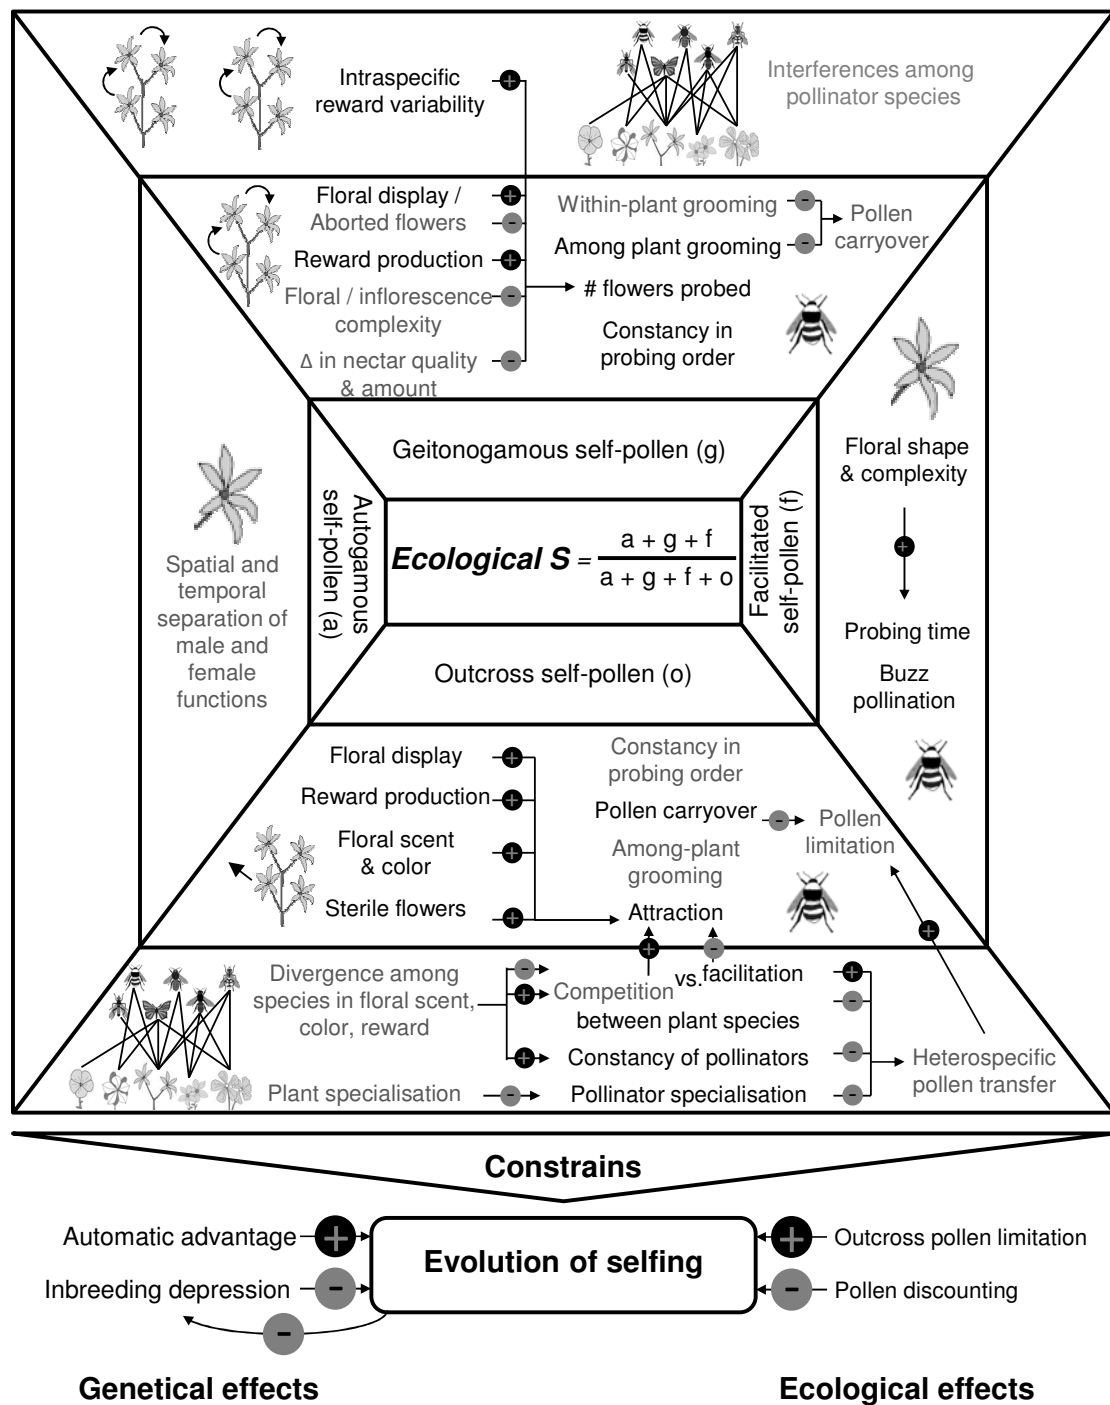 Intraspecific
reward variability
+
Interferences among
pollinator species
Floral display /
+
Aborted flowers
-
Reward production
+
Floral / inflorescence
complexity
-
Δ in nectar quality
& amount
-
Within-plant grooming
-
Among plant grooming
-
Pollen
carryover
# flowers probed
Constancy in
probing order
Floral shape
& complexity
+
Probing time
Buzz
pollination
Geitonogamous self-pollen (g)
Autogamous
self-pollen (a)
Ecological S = a + g + f
a + g + f + o
Facilitated
self-pollen (f)
Outcross self-pollen (o)
Spatial and
temporal
separation of
male and
female
functions
Floral display
+
Reward production
+
Floral scent
& color
+
Sterile flowers
+
Constancy in
probing order
Pollen carryover
-
Pollen
limitation
Among-plant
grooming
Attraction
+
-
+
Divergence among
species in floral scent,
color, reward
-
+
+
Competition vs. facilitation
between plant species
+
-
Constancy of pollinators
-
Plant specialisation
-
Pollinator specialisation
-
Heterospecific
pollen transfer
Constrains
Automatic advantage
+
Inbreeding depression
-
-
Evolution of selfing
+
Outcross pollen limitation
-
Pollen discounting
Genetical effects
Ecological effects